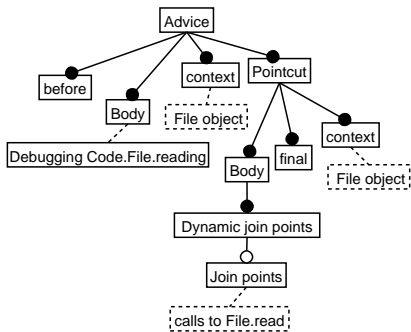 Advice
before
Body
context
Pointcut
File object
Debugging Code.File.reading
Body
final
context
File object
Dynamic join points
Join points
calls to File.read